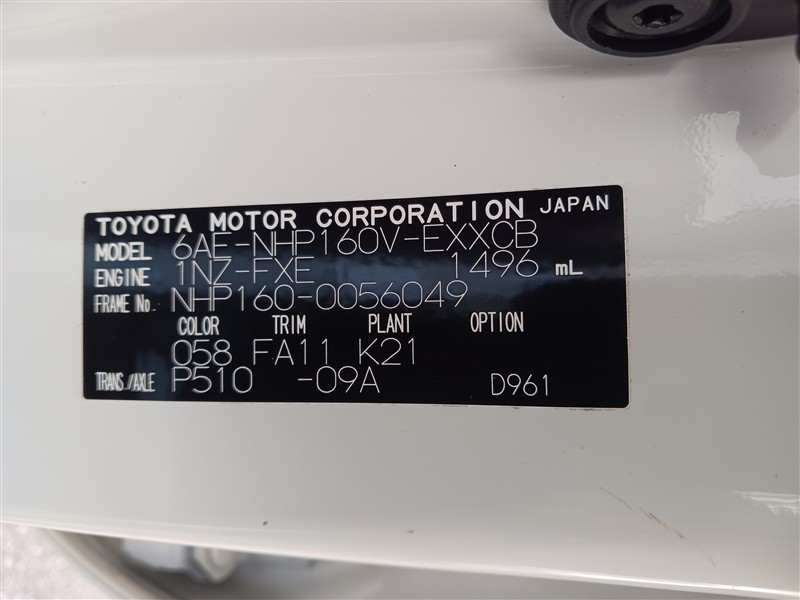 TOYOTA MOTOR CORPORATION JAPAN
MODEL 6AE-NHP160V-EXXCB
ENGINE 1NZ-FXE 1496 mL
FRAME No. NHP160-0056049
COLOR TRIM PLANT OPTION
058 FA11 K21
TRANS./AXLE P510 -09A D961